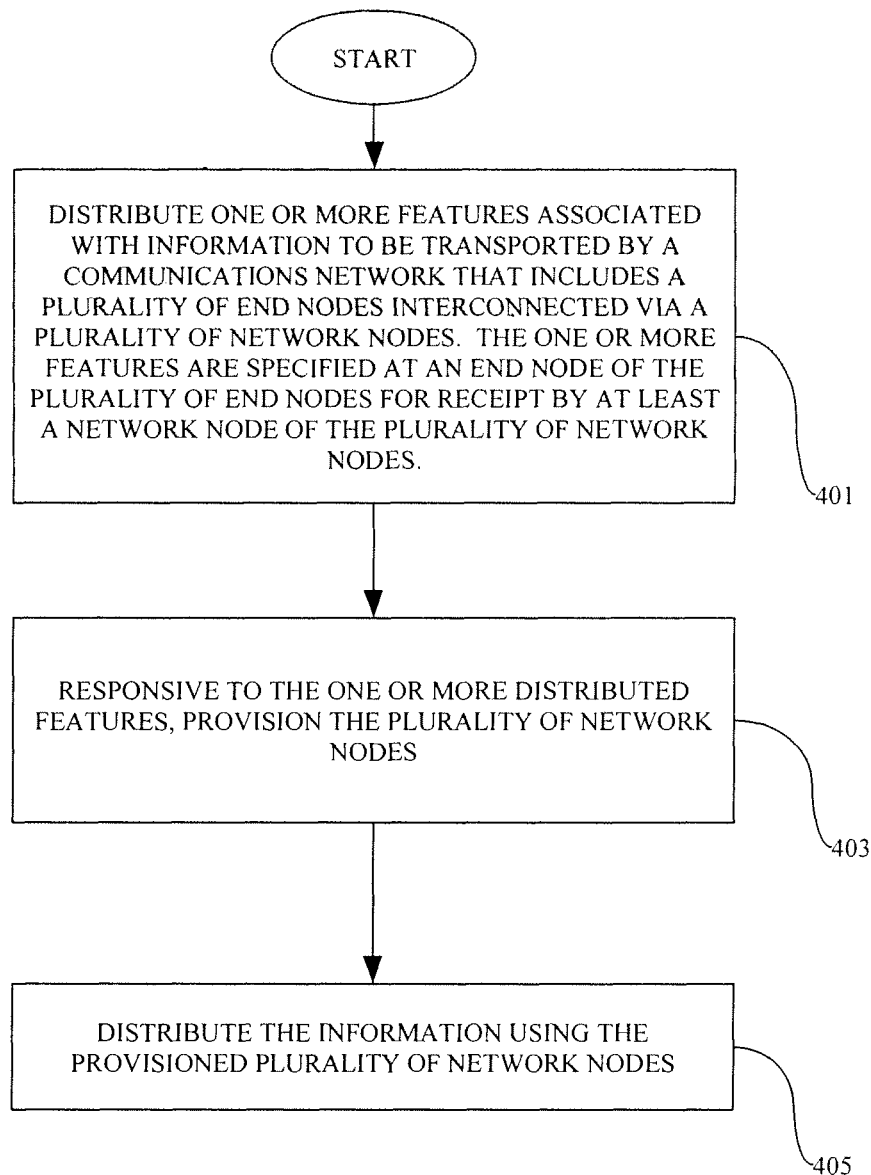 START
DISTRIBUTE ONE OR MORE FEATURES ASSOCIATED
WITH INFORMATION TO BE TRANSPORTED BY A
COMMUNICATIONS NETWORK THAT INCLUDES A
PLURALITY OF END NODES INTERCONNECTED VIA A
PLURALITY OF NETWORK NODES. THE ONE OR MORE
FEATURES ARE SPECIFIED AT AN END NODE OF THE
PLURALITY OF END NODES FOR RECEIPT BY AT LEAST
A NETWORK NODE OF THE PLURALITY OF NETWORK
NODES.
401
RESPONSIVE TO THE ONE OR MORE DISTRIBUTED
FEATURES, PROVISION THE PLURALITY OF NETWORK
NODES
403
DISTRIBUTE THE INFORMATION USING THE
PROVISIONED PLURALITY OF NETWORK NODES
405